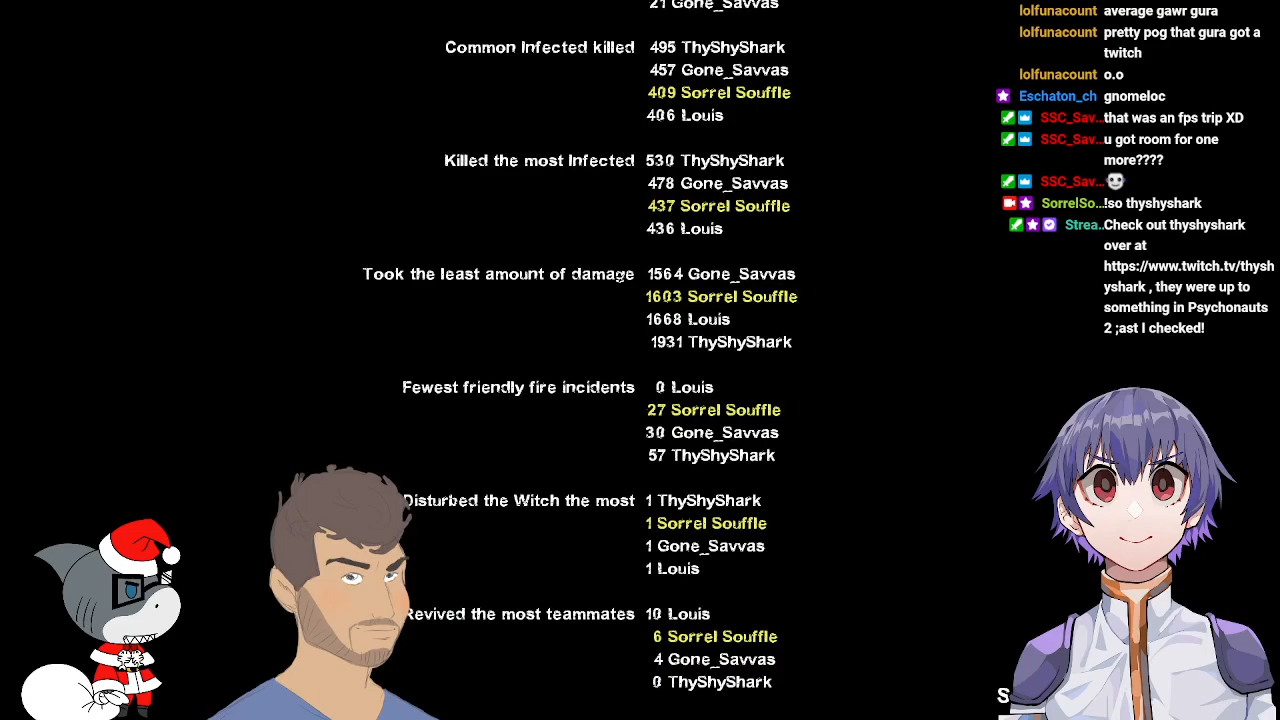 21 Gone_Savvas
Common Infected killed 495 ThyShyShark
457 Gone_Savvas
409 Sorrel Souffle
406 Louis
Killed the most Infected 530 ThyShyShark
478 Gone_Savvas
437 Sorrel Souffle
436 Louis
Took the least amount of damage 1564 Gone_Savvas
1603 Sorrel Souffle
1668 Louis
1931 ThyShyShark
Fewest friendly fire incidents 0 Louis
27 Sorrel Souffle
30 Gone_Savvas
57 ThyShyShark
Disturbed the Witch the most 1 ThyShyShark
1 Sorrel Souffle
1 Gone_Savvas
1 Louis
Revived the most teammates 10 Louis
6 Sorrel Souffle
4 Gone_Savvas
0 ThyShyShark
lolfunacount average gawr gura
lolfunacount pretty pog that gura got a
twitch
lolfunacount o.o
Eschaton_ch gnomeloc
SSC_Sav... that was an fps trip XD
SSC_Sav... u got room for one
more????
SSC_Sav...
SorrelSo... !so thyshyshark
Strea... Check out thyshyshark
over at
https://www.twitch.tv/thysh
yshark , they were up to
something in Psychonauts
2 ;ast I checked!
S